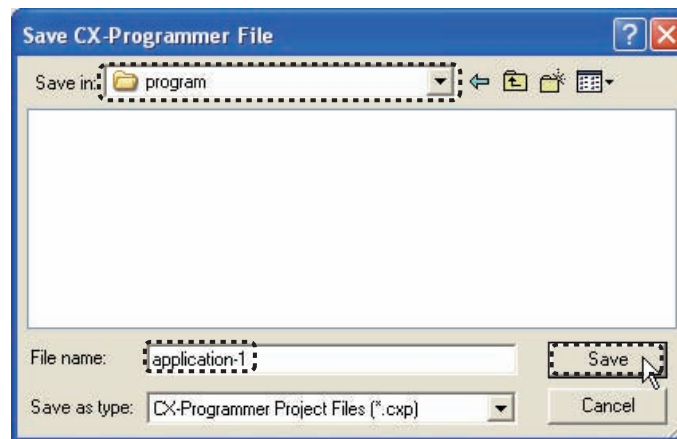 Save CX-Programmer File
Save in: program
File name: application-1 Save
Save as type: CX-Programmer Project Files (*.cxp) Cancel